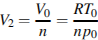 V₂ = V₀/n = RT₀/np₀